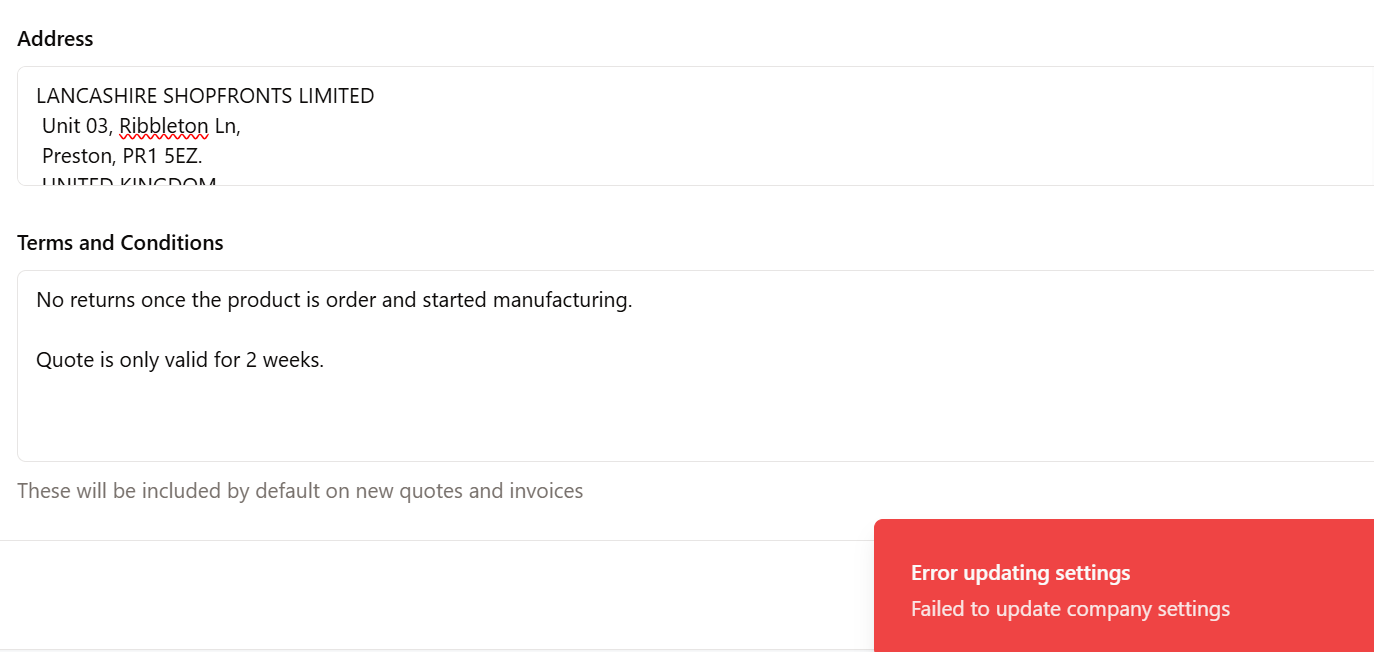 Address
LANCASHIRE SHOPFRONTS LIMITED
Unit 03, Ribbleton Ln,
Preston, PR1 5EZ.
UNITED KINGDOM
Terms and Conditions
No returns once the product is order and started manufacturing.
Quote is only valid for 2 weeks.
These will be included by default on new quotes and invoices
Error updating settings
Failed to update company settings